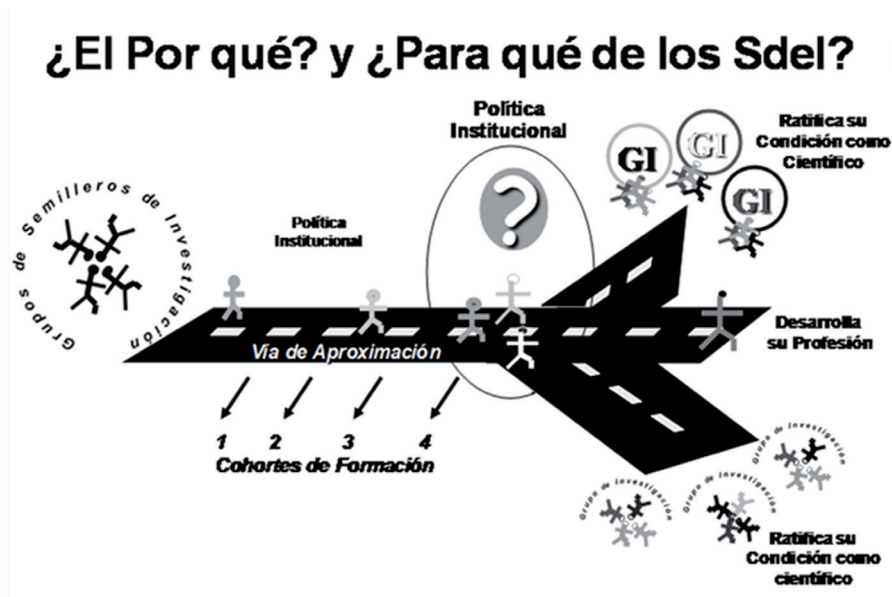 ¿El Por qué? y ¿Para qué de los Sdel?
Política
Institucional
?
Ratifica su
Condición como
Científico
GI
GI
GI
Grupos de Semilleros de Investigación
Política
Institucional
Vía de Aproximación
Desarrolla
su Profesión
1 2 3 4
Cohortes de Formación
Grupo de Investigación
Grupo de Investigación
Grupo de Investigación
Ratifica su
Condición como
científico